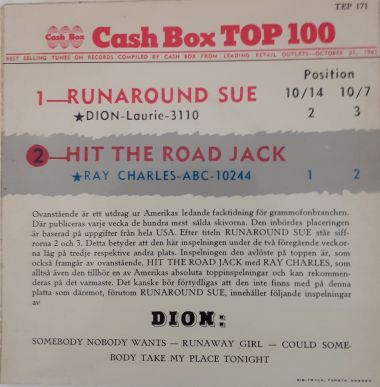 TEP 171
Cash Box
Cash Box TOP 100
BEST SELLING TUNES ON RECORDS COMPILED BY CASH BOX FROM LEADING RETAIL OUTLETS—OCTOBER 21, 1961
Position
1—RUNAROUND SUE 10/14 10/7
★DION-Laurie-3110 2 3
2—HIT THE ROAD JACK
★RAY CHARLES-ABC-10244 1 2
Ovanstående är ett utdrag ur Amerikas ledande facktidning för grammofonbranschen.
Där publiceras varje vecka de hundra mest sålda skivorna. Den inbördes placeringen
är baserad på uppgifter från hela USA. Efter titeln RUNAROUND SUE står siff-
rorna 2 och 3. Detta betyder att den här inspelningen under de två föregående veckor-
na låg på tredje respektive andra plats. Inspelningen den avlöste på toppen är, som
också framgår av ovanstående, HIT THE ROAD JACK med RAY CHARLES, som
alltså även den tillhör en av Amerikas absoluta toppinspelningar och kan rekommen-
deras på det varmaste. Det kanske bör förtydligas att den inte finns med på denna
platta som däremot, förutom RUNAROUND SUE, innehåller följande inspelningar
av
DION:
SOMEBODY NOBODY WANTS — RUNAWAY GIRL — COULD SOME-
BODY TAKE MY PLACE TONIGHT